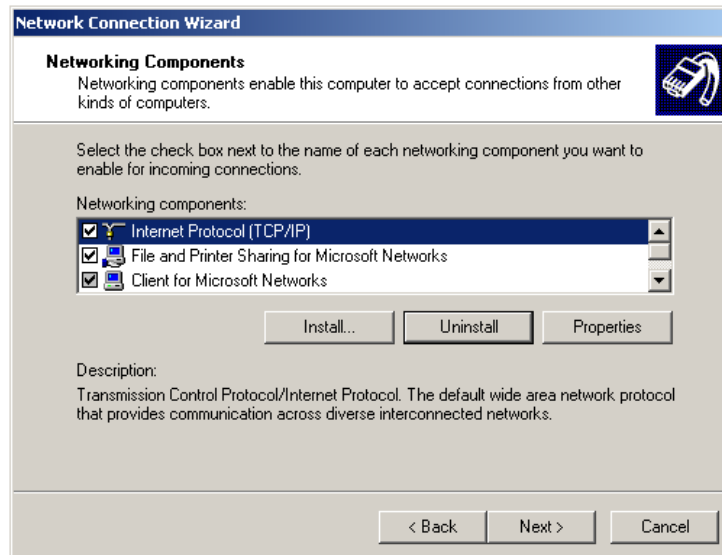 Network Connection Wizard
Networking Components
Networking components enable this computer to accept connections from other
kinds of computers.
Select the check box next to the name of each networking component you want to
enable for incoming connections.
Networking components:
Internet Protocol (TCP/IP)
File and Printer Sharing for Microsoft Networks
Client for Microsoft Networks
Install... Uninstall Properties
Description:
Transmission Control Protocol/Internet Protocol. The default wide area network protocol
that provides communication across diverse interconnected networks.
< Back Next > Cancel